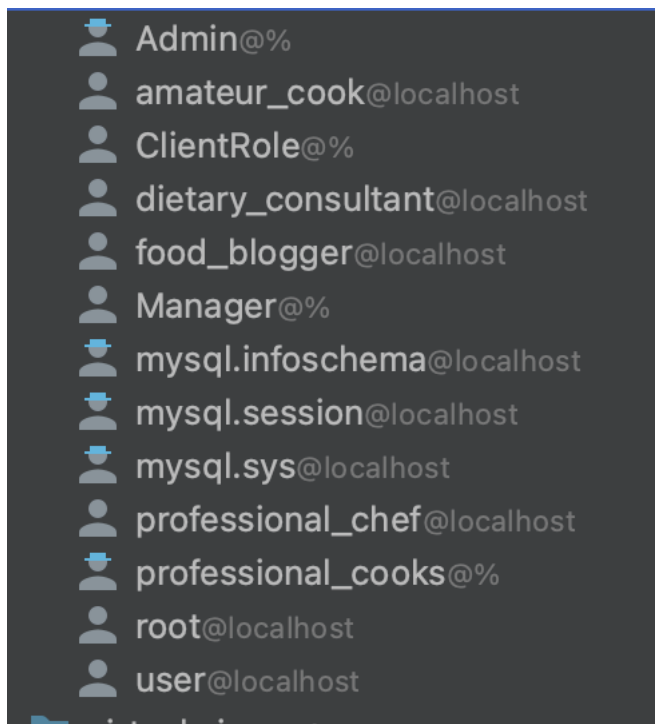 Admin@%
amateur_cook@localhost
ClientRole@%
dietary_consultant@localhost
food_blogger@localhost
Manager@%
mysql.infoschema@localhost
mysql.session@localhost
mysql.sys@localhost
professional_chef@localhost
professional_cooks@%
root@localhost
user@localhost